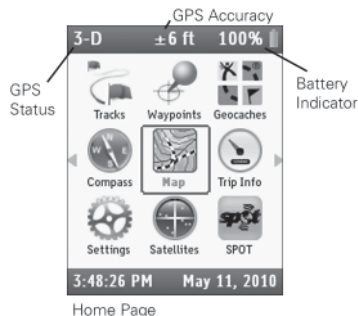 GPS Accuracy
3-D ±6 ft 100%
GPS
Status
Battery
Indicator
Tracks Waypoints Geocaches
N
E
S
W
Compass Map Trip Info
Settings Satellites SPOT
spot
3:48:26 PM May 11, 2010
Home Page